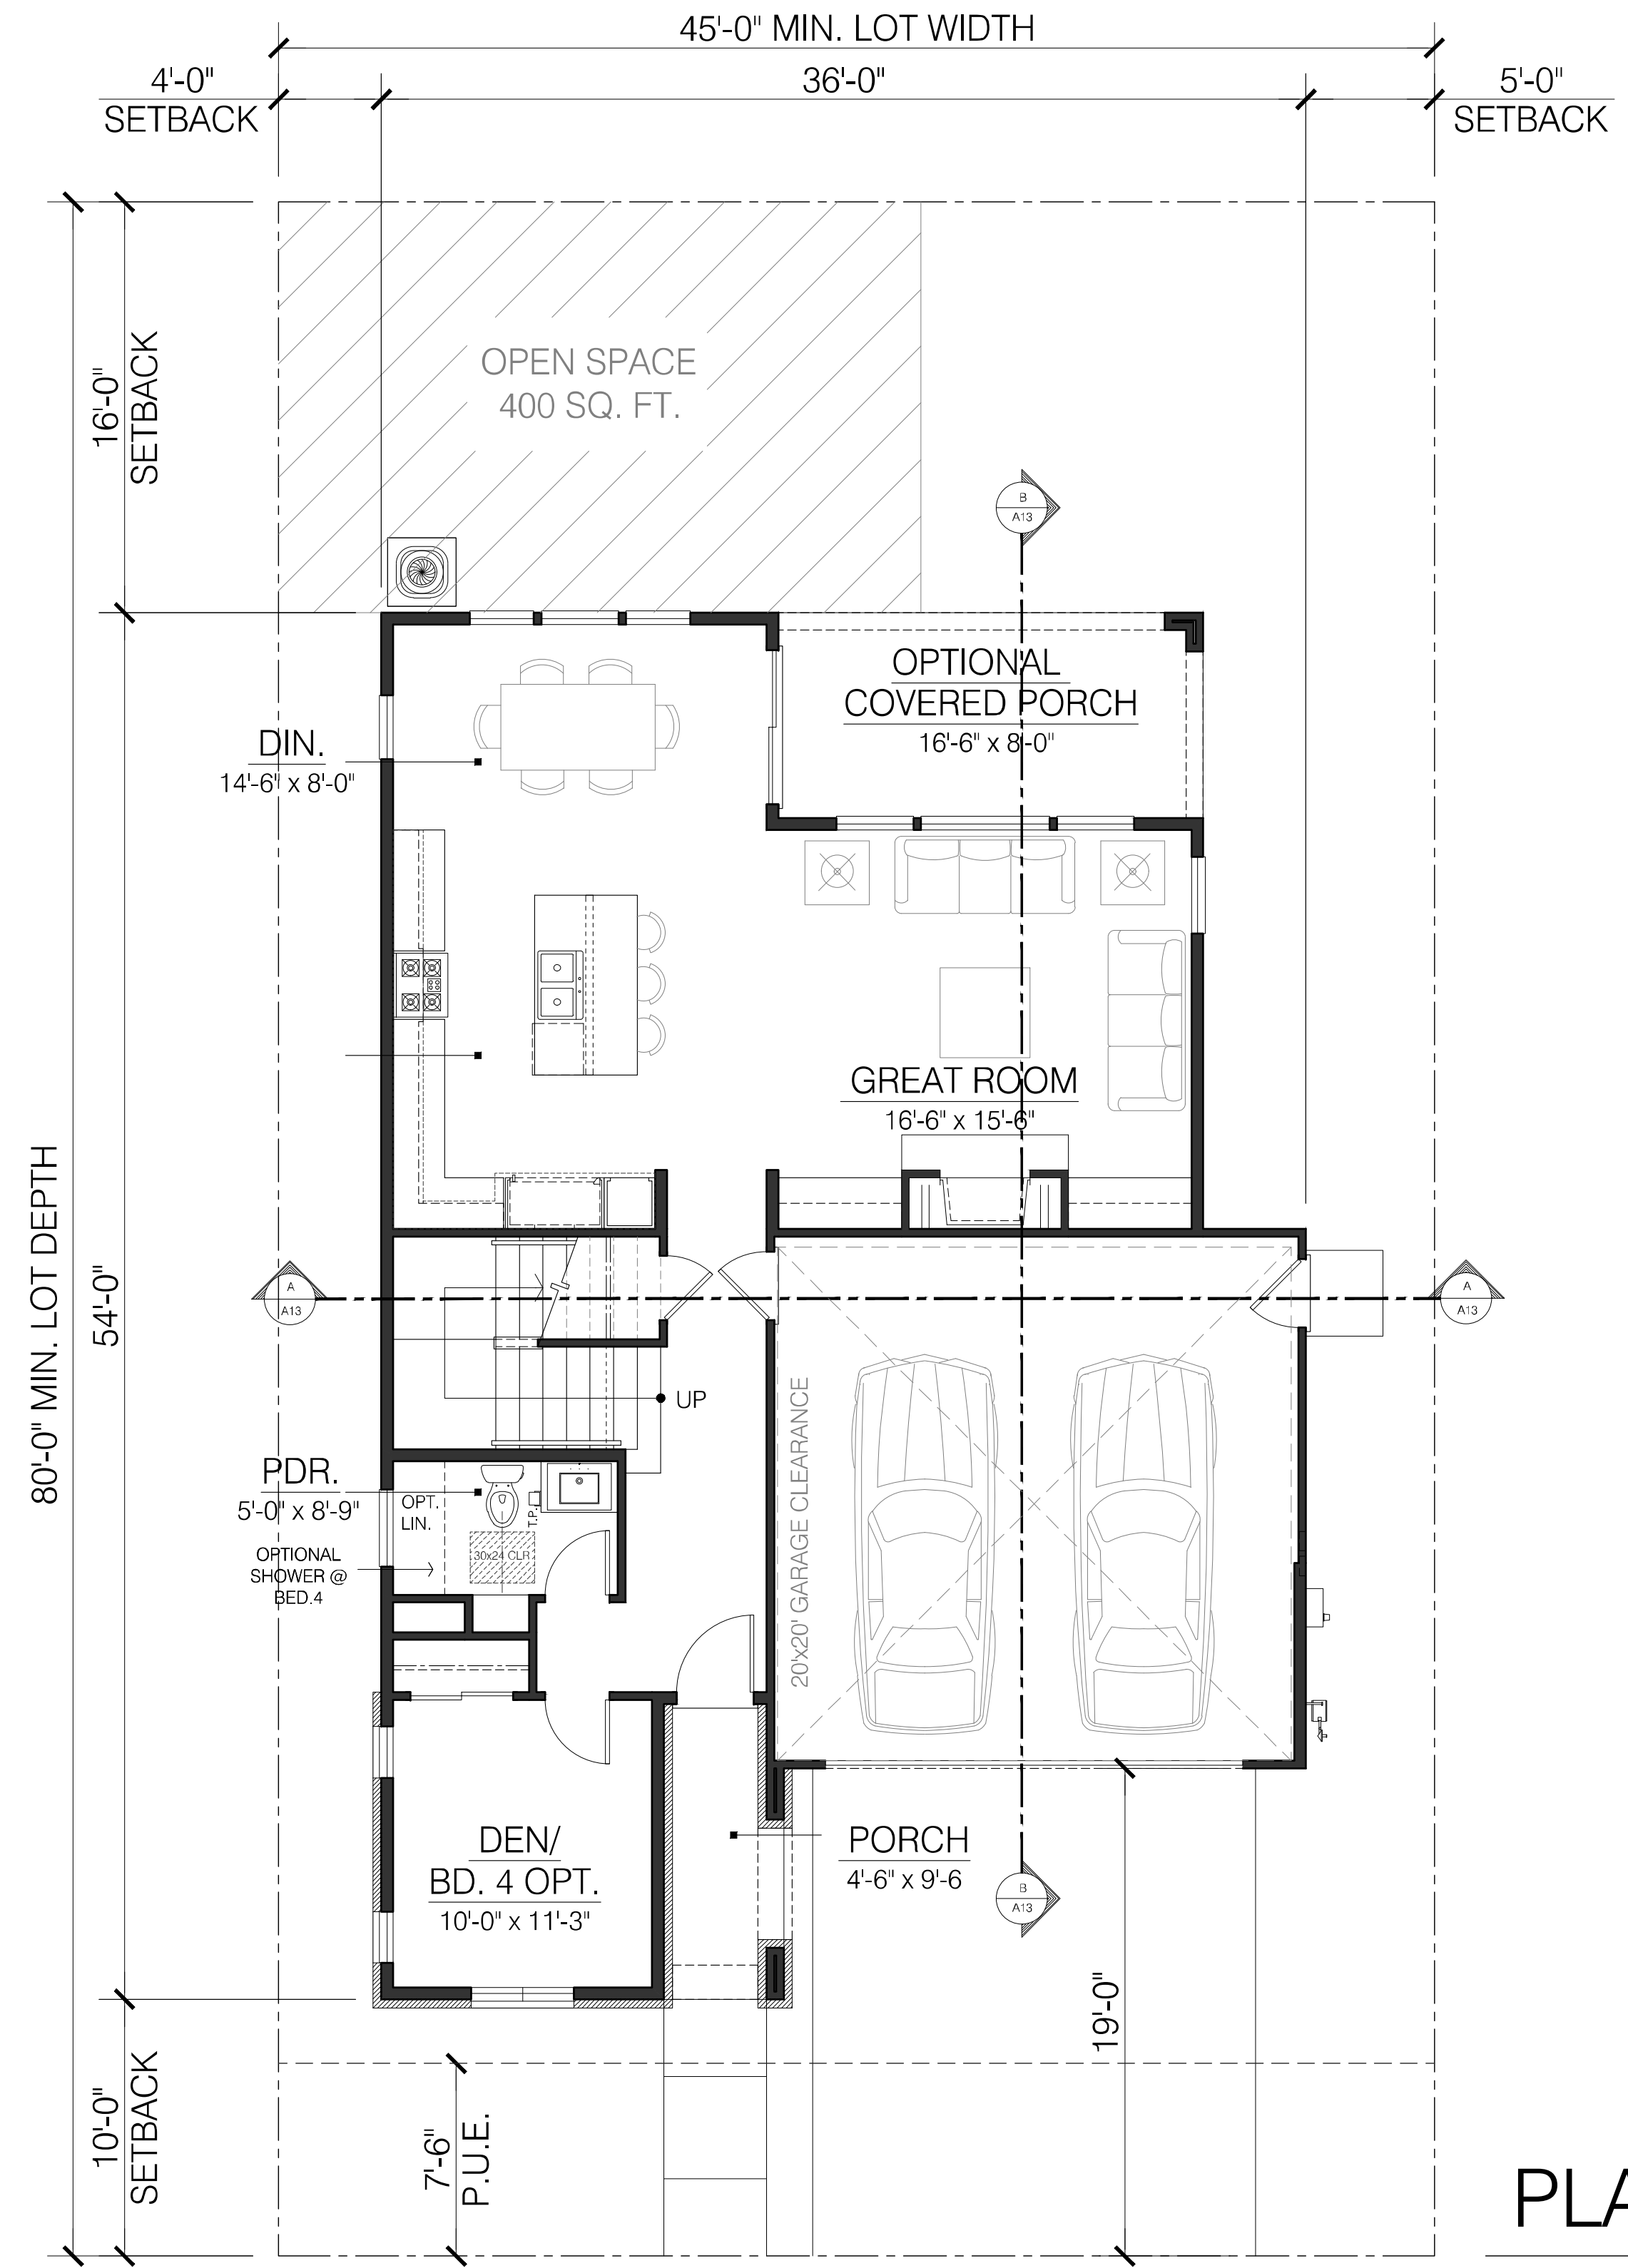 45'-0" MIN. LOT WIDTH
4'-0"
SETBACK
36'-0"
5'-0"
SETBACK
16'-0"
SETBACK
OPEN SPACE
400 SQ. FT.
B
A13
OPTIONAL
COVERED PORCH
16'-6" x 8'-0"
DIN.
14'-6" x 8'-0"
GREAT ROOM
16'-6" x 15'-6"
80'-0" MIN. LOT DEPTH
54'-0"
A
A13
A
A13
UP
20'x20' GARAGE CLEARANCE
PDR.
5'-0" x 8'-9"
OPT.
LIN.
T.P.
30x24 CLR
OPTIONAL
SHOWER @
BED.4
DEN/
BD. 4 OPT.
10'-0" x 11'-3"
PORCH
4'-6" x 9'-6
B
A13
19'-0"
10'-0"
SETBACK
7'-6"
P.U.E.
PLA